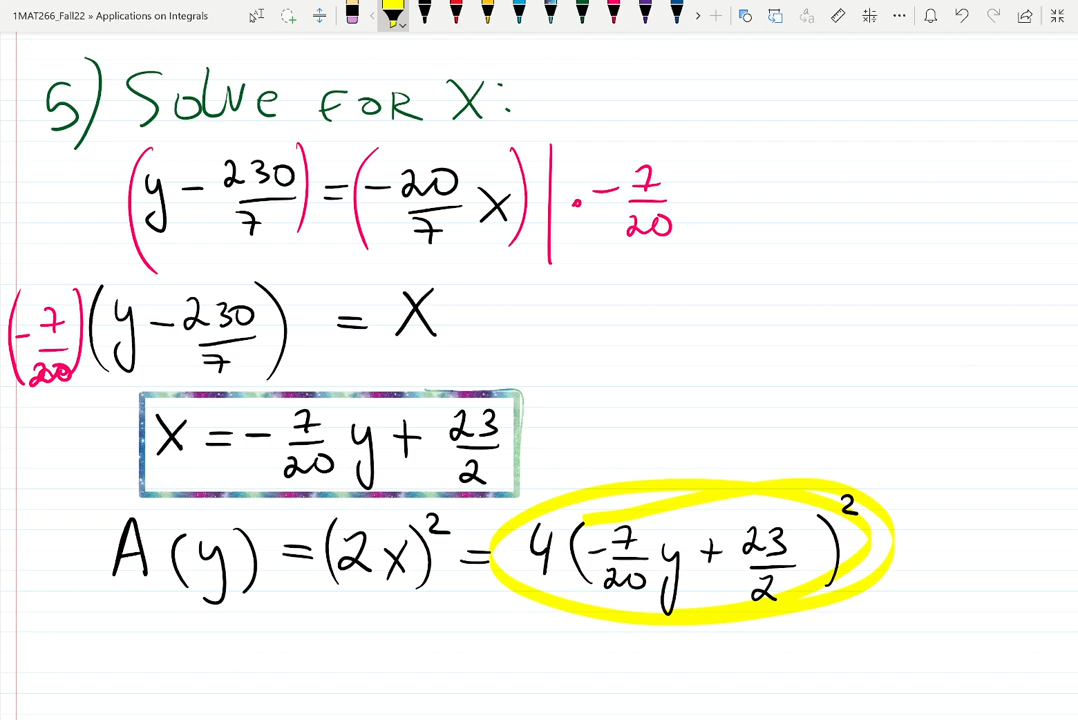 1MAT266_Fall22 » Applications on Integrals
5) Solve FOR X:
(y - 230/7) = (-20/7 x) | · - 7/20
(-7/20) (y - 230/7) = X
X = - 7/20 y + 23/2
A(y) = (2x)² = 4(-7/20 y + 23/2)²